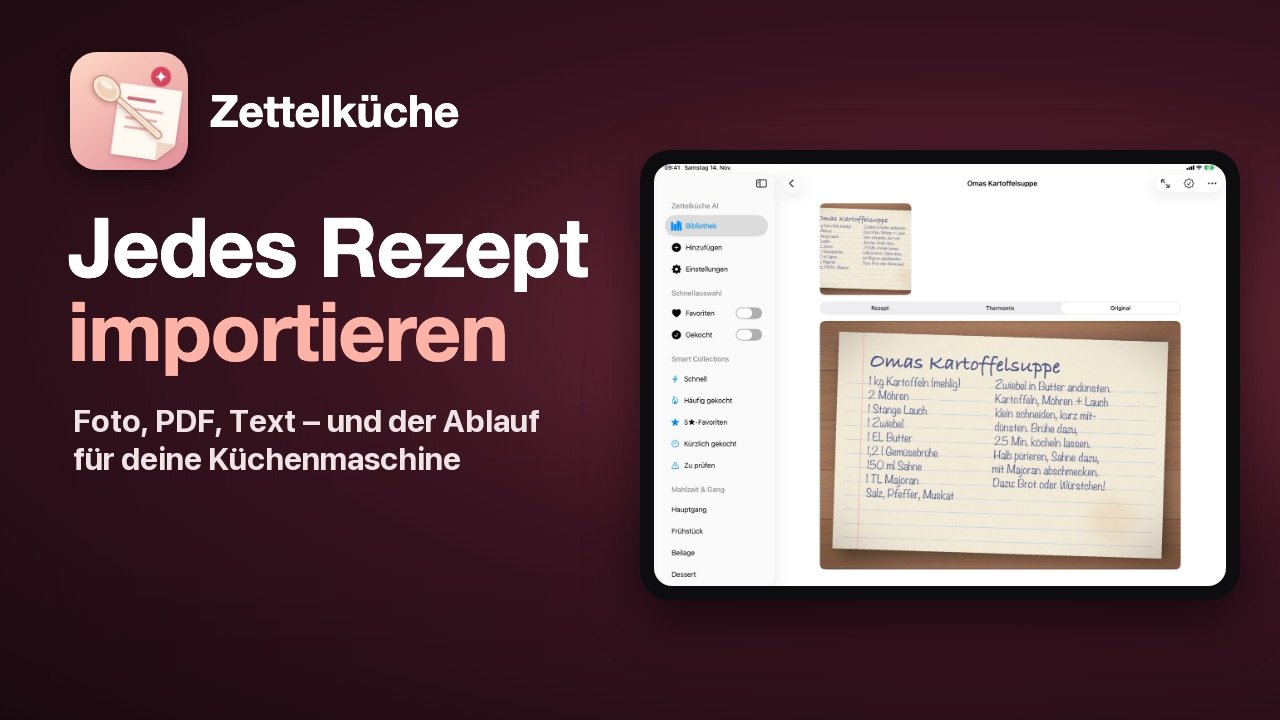 Zettelküche
Jedes Rezept
importieren
Foto, PDF, Text – und der Ablauf
für deine Küchenmaschine
09:41 Samstag 14. Nov.
Zettelküche AI
Bibliothek
Hinzufügen
Einstellungen
Schnellauswahl
Favoriten
Gekocht
Smart Collections
Schnell
Häufig gekocht
5★-Favoriten
Kürzlich gekocht
Zu prüfen
Mahlzeit & Gang
Hauptgang
Frühstück
Beilage
Dessert
Omas Kartoffelsuppe
Omas Kartoffelsuppe
Rezept Thermomix Original
Omas Kartoffelsuppe
1 kg Kartoffeln (mehlig)
2 Möhren
1 Stange Lauch
1 Zwiebel
1 EL Butter
1,2 l Gemüsebrühe
150 ml Sahne
1 TL Majoran
Salz, Pfeffer, Muskat
Zwiebel in Butter andünsten.
Kartoffeln, Möhren + Lauch
klein schneiden, kurz mit-
dünsten. Brühe dazu,
25 Min. köcheln lassen.
Halb pürieren, Sahne dazu,
mit Majoran abschmecken.
Dazu: Brot oder Würstchen!